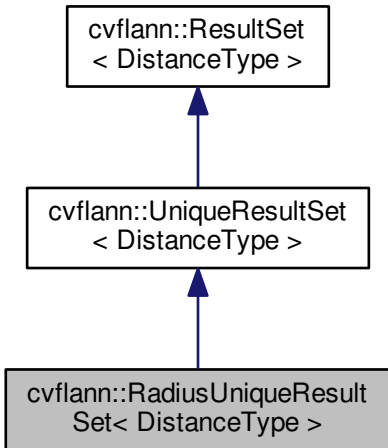 cvflann::ResultSet
< DistanceType >
cvflann::UniqueResultSet
< DistanceType >
cvflann::RadiusUniqueResult
Set< DistanceType >